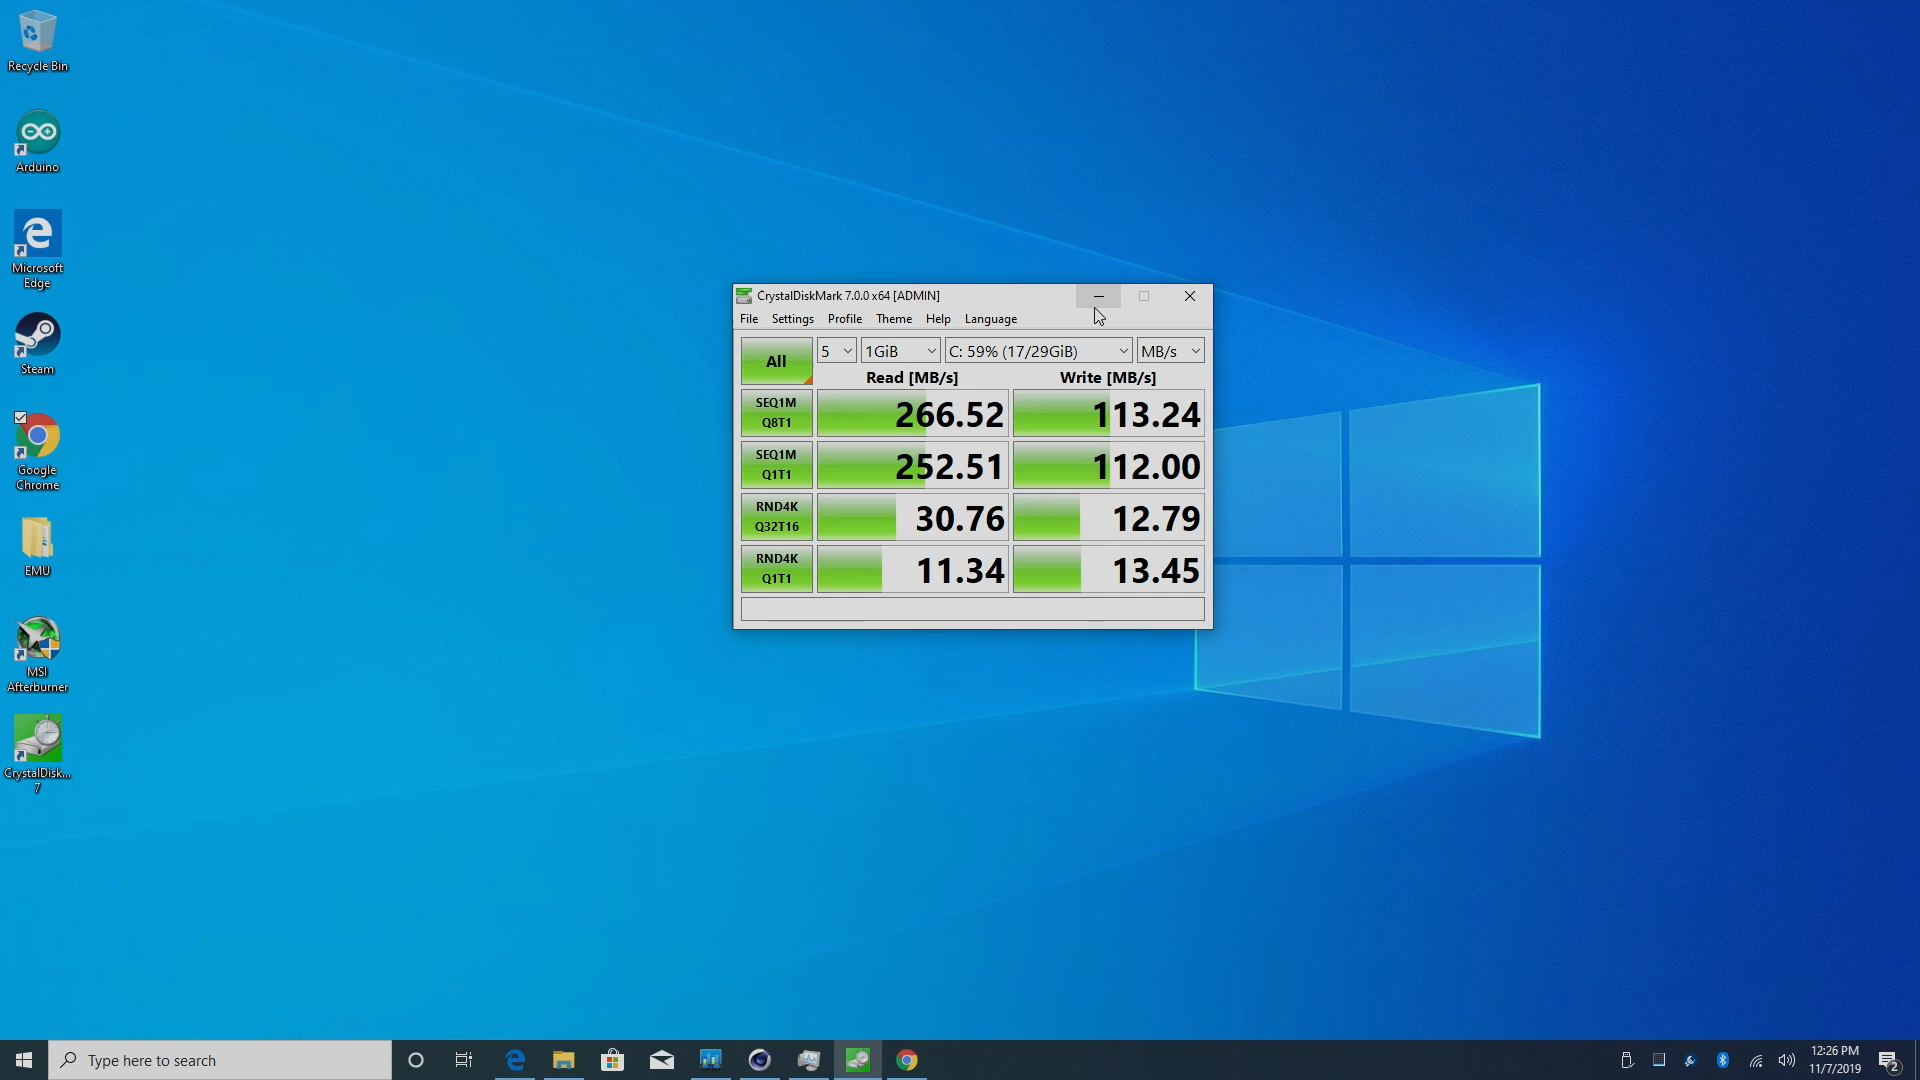 Recycle Bin
Arduino
Microsoft
Edge
Steam
Google
Chrome
EMU
MSI
Afterburner
CrystalDisk...
7
CrystalDiskMark 7.0.0 x64 [ADMIN]
File Settings Profile Theme Help Language
All 5 1GiB C: 59% (17/29GiB) MB/s
Read [MB/s] Write [MB/s]
SEQ1M
Q8T1 266.52 113.24
SEQ1M
Q1T1 252.51 112.00
RND4K
Q32T16 30.76 12.79
RND4K
Q1T1 11.34 13.45
Type here to search
12:26 PM
11/7/2019
2